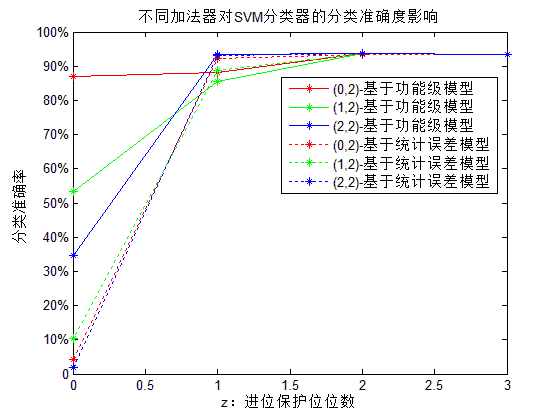 不同加法器对SVM分类器的分类准确度影响
100%
90%
80%
70%
60%
50%
40%
30%
20%
10%
0
分类准确率
(0,2)-基于功能级模型
(1,2)-基于功能级模型
(2,2)-基于功能级模型
(0,2)-基于统计误差模型
(1,2)-基于统计误差模型
(2,2)-基于统计误差模型
0 0.5 1 1.5 2 2.5 3
z：进位保护位位数